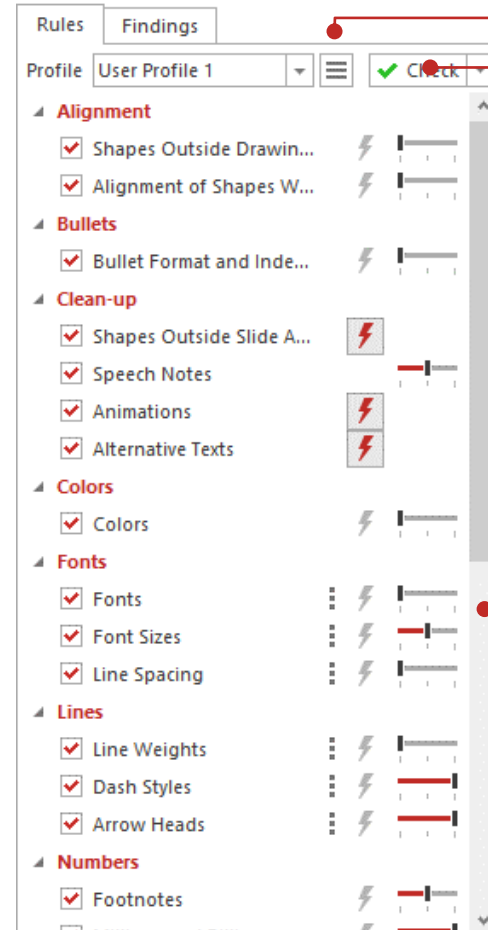 Rules Findings
Profile User Profile 1 Check
Alignment
Shapes Outside Drawin...
Alignment of Shapes W...
Bullets
Bullet Format and Inde...
Clean-up
Shapes Outside Slide A...
Speech Notes
Animations
Alternative Texts
Colors
Colors
Fonts
Fonts
Font Sizes
Line Spacing
Lines
Line Weights
Dash Styles
Arrow Heads
Numbers
Footnotes